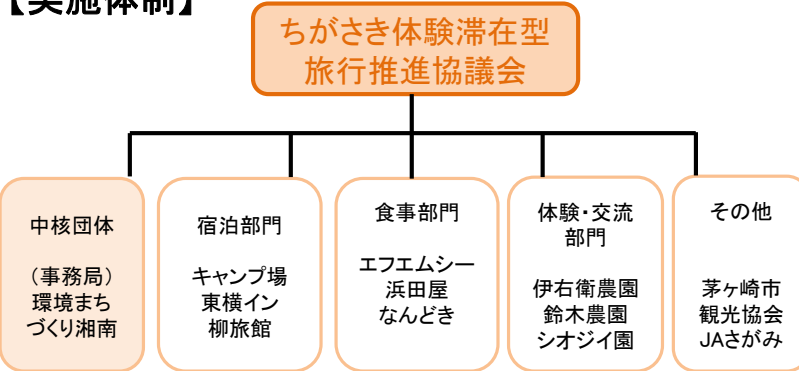 【実施体制】
ちがさき体験滞在型
旅行推進協議会
中核団体
（事務局）
環境まち
づくり湘南
宿泊部門
キャンプ場
東横イン
柳旅館
食事部門
エフエムシー
浜田屋
なんどき
体験・交流
部門
伊右衛農園
鈴木農園
シオジイ園
その他
茅ヶ崎市
観光協会
JAさがみ